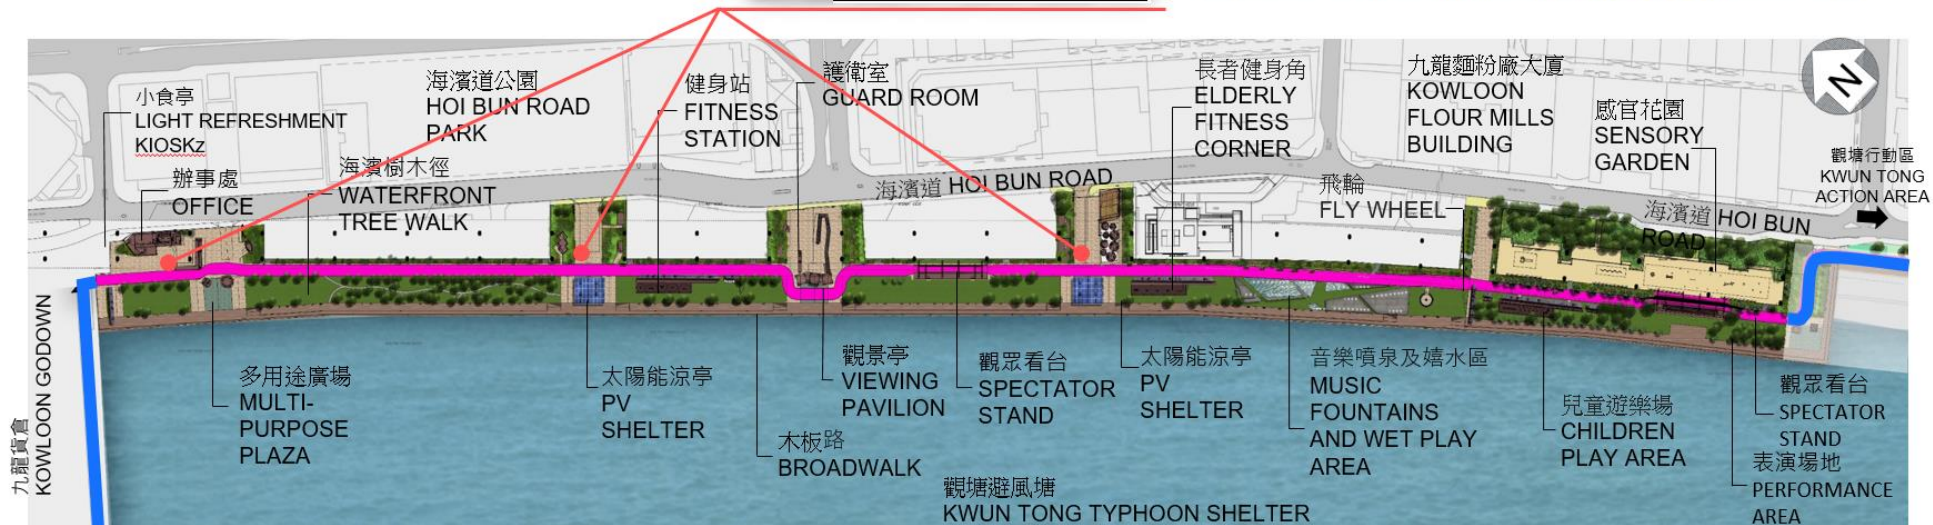 小食亭
LIGHT REFRESHMENT
KIOSKz
海濱道公園
HOI BUN ROAD
PARK
健身站
FITNESS
STATION
護衛室
GUARD ROOM
長者健身角
ELDERLY
FITNESS
CORNER
九龍麵粉廠大廈
KOWLOON
FLOUR MILLS
BUILDING
感官花園
SENSORY
GARDEN
N
觀塘行動區
KWUN TONG
ACTION AREA
辦事處
OFFICE
海濱樹木徑
WATERFRONT
TREE WALK
海濱道 HOI BUN ROAD
飛輪
FLY WHEEL
海濱道 HOI BUN
ROAD
九龍貨倉
KOWLOON GODOWN
多用途廣場
MULTI-
PURPOSE
PLAZA
太陽能涼亭
PV
SHELTER
木板路
BROADWALK
觀景亭
VIEWING
PAVILION
觀眾看台
SPECTATOR
STAND
太陽能涼亭
PV
SHELTER
音樂噴泉及嬉水區
MUSIC
FOUNTAINS
AND WET PLAY
AREA
兒童遊樂場
CHILDREN
PLAY AREA
觀眾看台
SPECTATOR
STAND
表演場地
PERFORMANCE
AREA
觀塘避風塘
KWUN TONG TYPHOON SHELTER